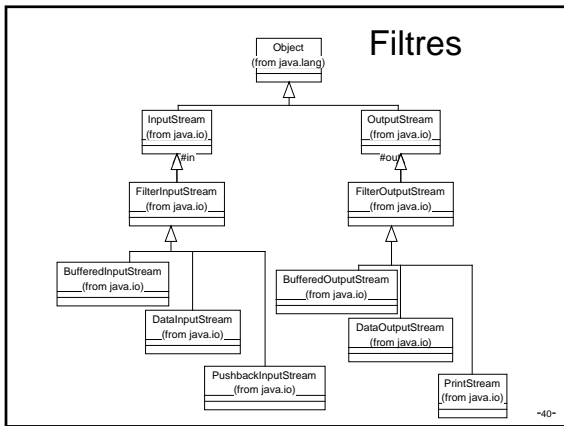 Filtres
Object
(from java.lang)
InputStream
(from java.io)
OutputStream
(from java.io)
#in
#out
FilterInputStream
(from java.io)
FilterOutputStream
(from java.io)
BufferedInputStream
(from java.io)
BufferedOutputStream
(from java.io)
DataInputStream
(from java.io)
DataOutputStream
(from java.io)
PushbackInputStream
(from java.io)
PrintStream
(from java.io)
-40-